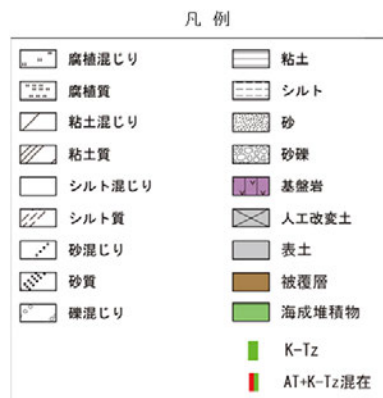 凡 例
腐植混じり
腐植質
粘土混じり
粘土質
シルト混じり
シルト質
砂混じり
砂質
礫混じり
粘土
シルト
砂
砂礫
基盤岩
人工改変土
表土
被覆層
海成堆積物
K-Tz
AT+K-Tz混在